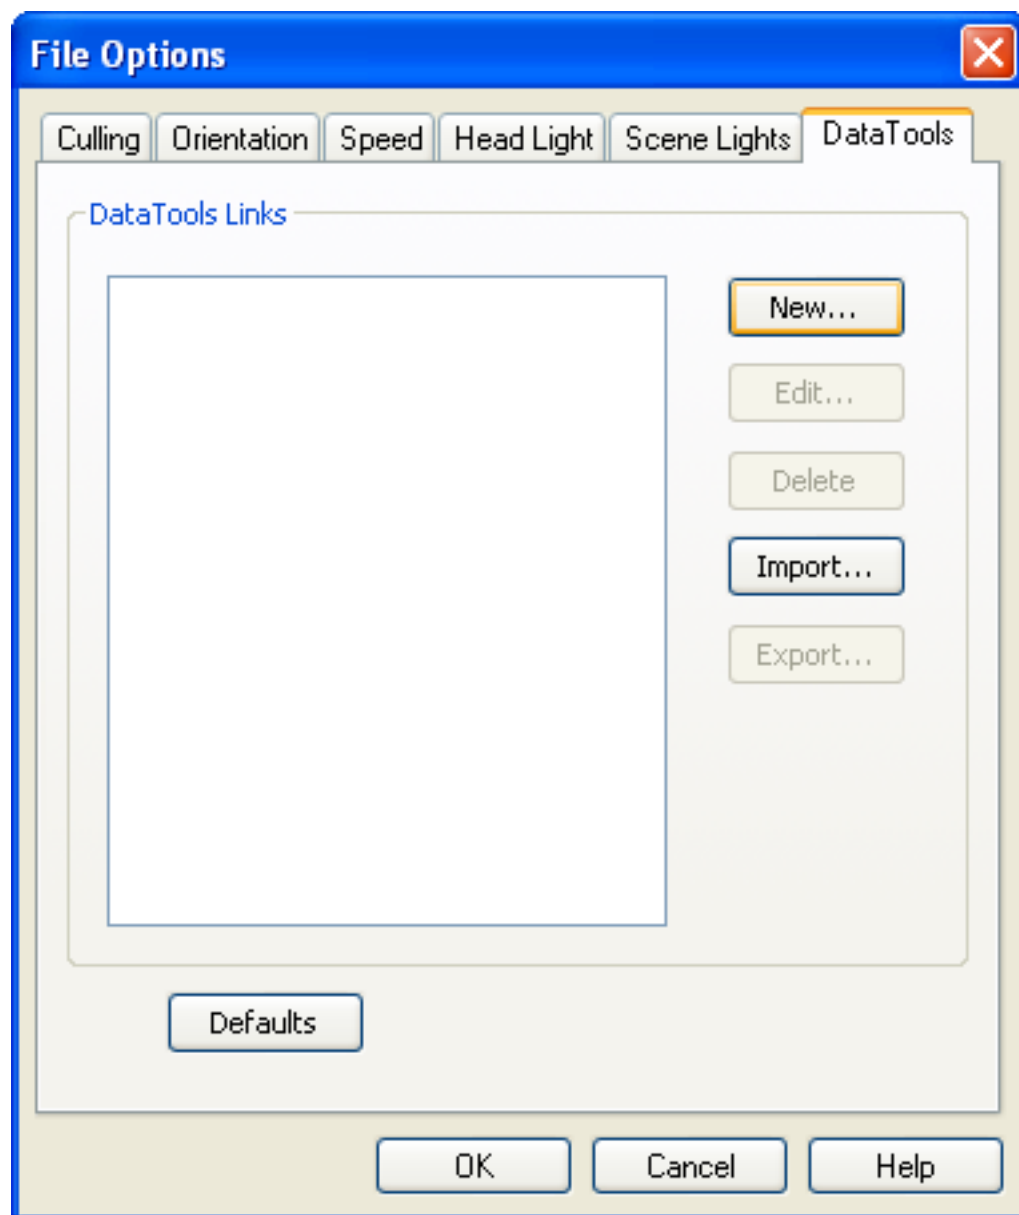 File Options
Culling Orientation Speed Head Light Scene Lights DataTools
DataTools Links
New...
Edit...
Delete
Import...
Export...
Defaults
OK Cancel Help